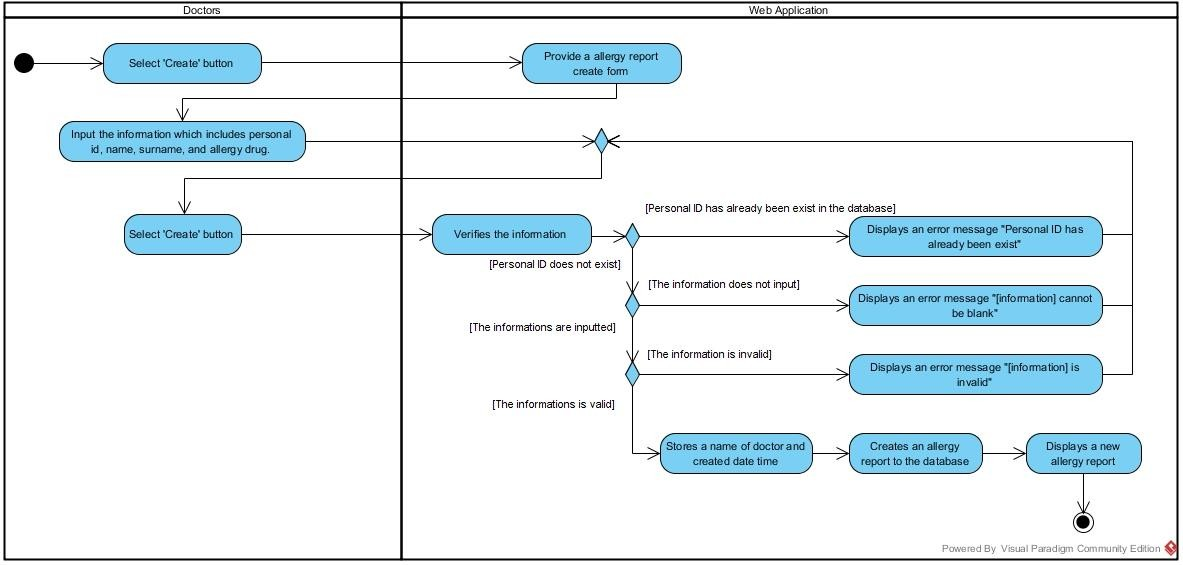 Doctors
Web Application
Select 'Create' button
Provide a allergy report
create form
Input the information which includes personal
id, name, surname, and allergy drug.
[Personal ID has already been exist in the database]
Select 'Create' button
Verifies the information
Displays an error message "Personal ID has
already been exist"
[Personal ID does not exist]
[The information does not input]
Displays an error message "[information] cannot
be blank"
[The informations are inputted]
[The information is invalid]
Displays an error message "[information] is
invalid"
[The informations is valid]
Stores a name of doctor and
created date time
Creates an allergy
report to the database
Displays a new
allergy report
Powered By Visual Paradigm Community Edition